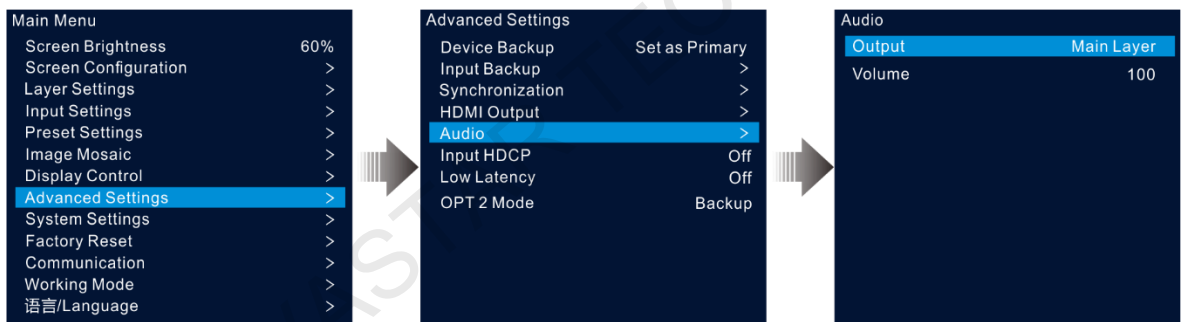 Main Menu
Screen Brightness 60%
Screen Configuration >
Layer Settings >
Input Settings >
Preset Settings >
Image Mosaic >
Display Control >
Advanced Settings >
System Settings >
Factory Reset >
Communication >
Working Mode >
语言/Language >
Advanced Settings
Device Backup Set as Primary
Input Backup >
Synchronization >
HDMI Output >
Audio >
Input HDCP Off
Low Latency Off
OPT 2 Mode Backup
Audio
Output Main Layer
Volume 100